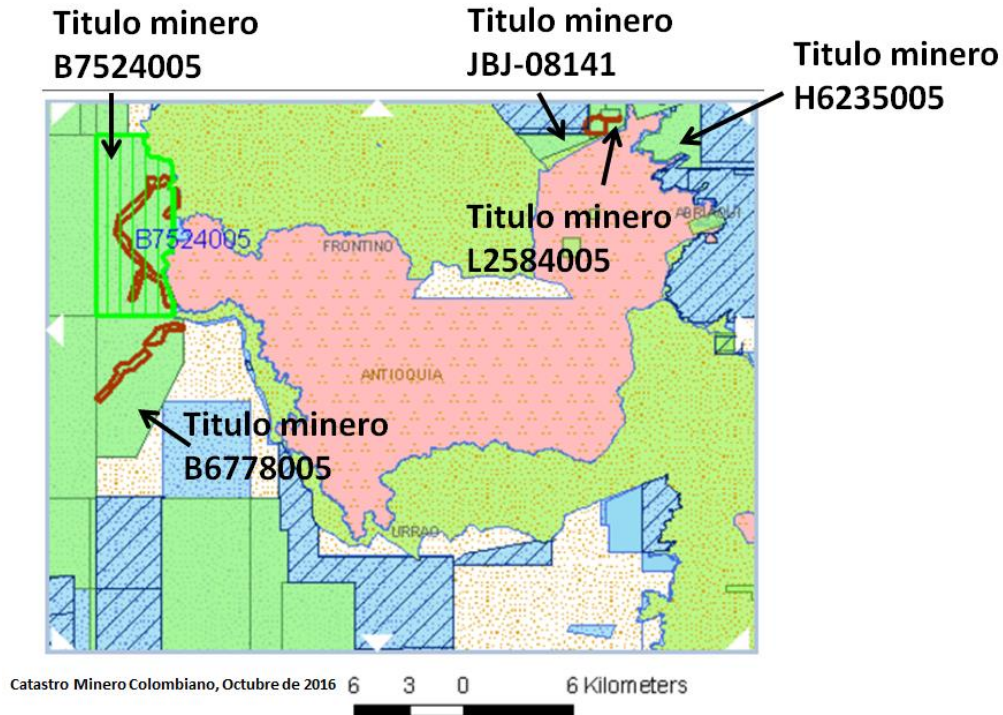 Titulo minero
B7524005
Titulo minero
JBJ-08141
Titulo minero
H6235005
Titulo minero
L2584005
ABRIAQUI
B7524005
FRONTINO
ANTIOQUIA
Titulo minero
B6778005
URRAO
Catastro Minero Colombiano, Octubre de 2016
6 3 0 6 Kilometers